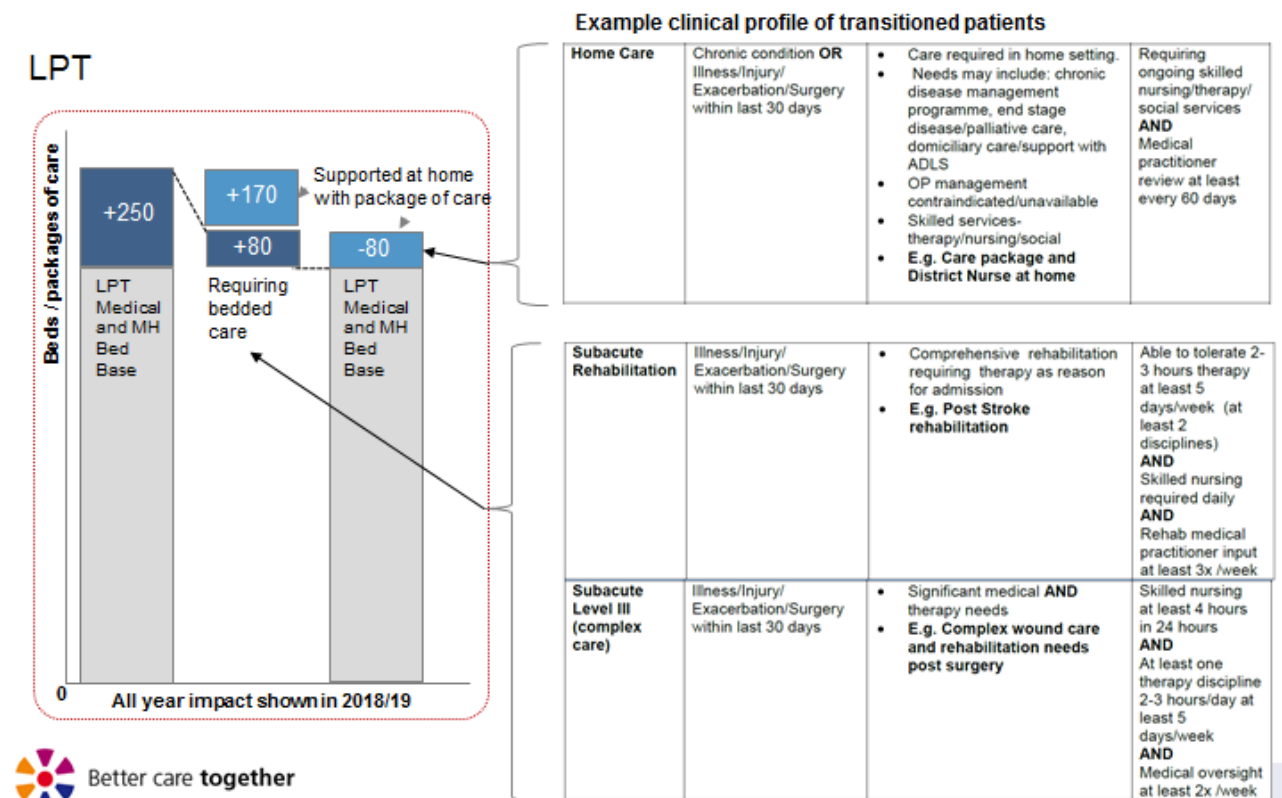 Example clinical profile of transitioned patients
LPT
Beds / packages of care
+250
+170
+80
-80
Supported at home
with package of care
LPT
Medical
and MH
Bed
Base
Requiring
bedded
care
LPT
Medical
and MH
Bed
Base
0
All year impact shown in 2018/19
Better care together
Home Care
Chronic condition OR
Illness/Injury/
Exacerbation/Surgery
within last 30 days
• Care required in home setting.
• Needs may include: chronic
disease management
programme, end stage
disease/palliative care,
domiciliary care/support with
ADLS
• OP management
contraindicated/unavailable
• Skilled services-
therapy/nursing/social
• E.g. Care package and
District Nurse at home
Requiring
ongoing skilled
nursing/therapy/
social services
AND
Medical
practitioner
review at least
every 60 days
Subacute
Rehabilitation
Illness/Injury/
Exacerbation/Surgery
within last 30 days
• Comprehensive rehabilitation
requiring therapy as reason
for admission
• E.g. Post Stroke
rehabilitation
Able to tolerate 2-
3 hours therapy
at least 5
days/week (at
least 2
disciplines)
AND
Skilled nursing
required daily
AND
Rehab medical
practitioner input
at least 3x /week
Subacute
Level III
(complex
care)
Illness/Injury/
Exacerbation/Surgery
within last 30 days
• Significant medical AND
therapy needs
• E.g. Complex wound care
and rehabilitation needs
post surgery
Skilled nursing
at least 4 hours
in 24 hours
AND
At least one
therapy discipline
2-3 hours/day at
least 5
days/week
AND
Medical oversight
at least 2x /week